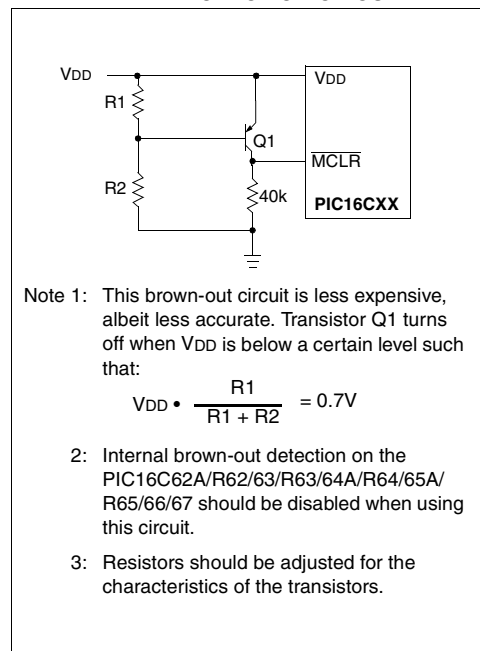 VDD
VDD
R1
Q1
MCLR
R2
40k
PIC16CXX
Note 1: This brown-out circuit is less expensive,
albeit less accurate. Transistor Q1 turns
off when VDD is below a certain level such
that:
VDD • R1 / R1 + R2 = 0.7V
2: Internal brown-out detection on the
PIC16C62A/R62/63/R63/64A/R64/65A/
R65/66/67 should be disabled when using
this circuit.
3: Resistors should be adjusted for the
characteristics of the transistors.